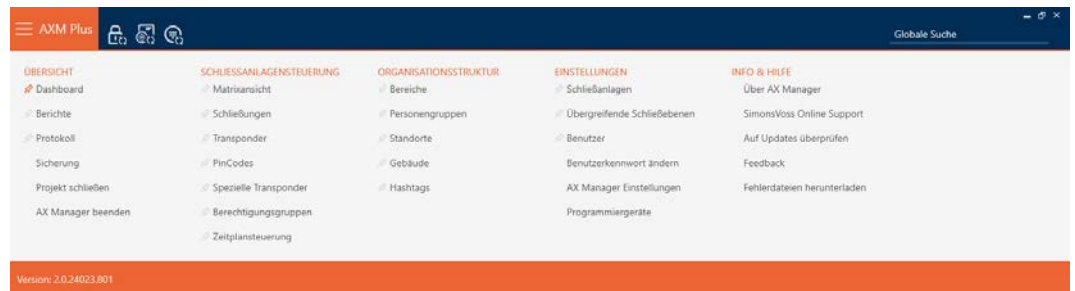 AXM Plus
Globale Suche
ÜBERSICHT
Dashboard
Berichte
Protokoll
Sicherung
Projekt schließen
AX Manager beenden
SCHLIESSANLAGENSTEUERUNG
Matrixansicht
Schließungen
Transponder
PinCodes
Spezielle Transponder
Berechtigungsgruppen
Zeitplansteuerung
ORGANISATIONSSTRUKTUR
Bereiche
Personengruppen
Standorte
Gebäude
Hashtags
EINSTELLUNGEN
Schließanlagen
Übergreifende Schließebenen
Benutzer
Benutzerkennwort ändern
AX Manager Einstellungen
Programmiergeräte
INFO & HILFE
Über AX Manager
SimonsVoss Online Support
Auf Updates überprüfen
Feedback
Fehlerdateien herunterladen
Version: 2.0.24023.801